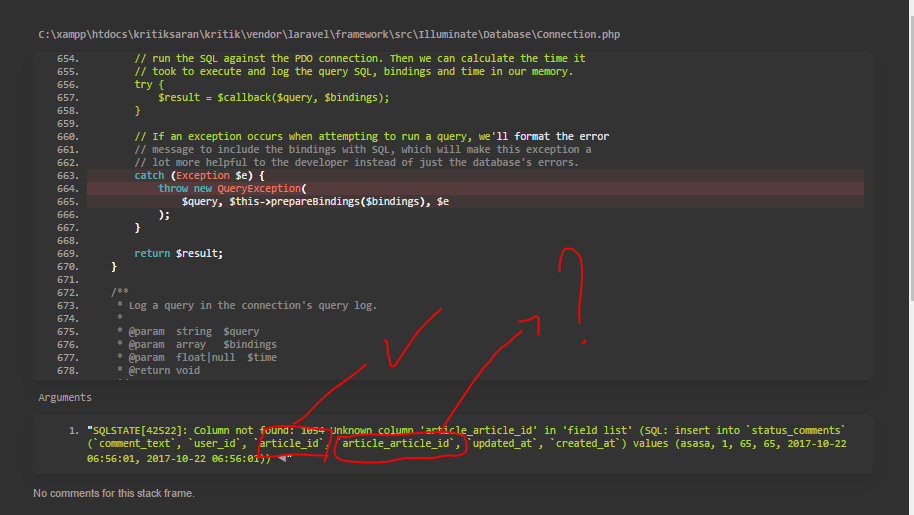 C:\xampp\htdocs\kritiksaran\kritik\vendor\laravel\framework\src\Illuminate\Database\Connection.php
654. // run the SQL against the PDO connection. Then we can calculate the time it
655. // took to execute and log the query SQL, bindings and time in our memory.
656. try {
657. $result = $callback($query, $bindings);
658. }
659.
660. // If an exception occurs when attempting to run a query, we'll format the error
661. // message to include the bindings with SQL, which will make this exception a
662. // lot more helpful to the developer instead of just the database's errors.
663. catch (Exception $e) {
664. throw new QueryException(
665. $query, $this->prepareBindings($bindings), $e
666. );
667. }
668.
669. return $result;
670. }
671.
672. /**
673. * Log a query in the connection's query log.
674. *
675. * @param string $query
676. * @param array $bindings
677. * @param float|null $time
678. * @return void
?
Arguments
1. "SQLSTATE[42S22]: Column not found: 1054 Unknown column 'article_article_id' in 'field list' (SQL: insert into `status_comments`
(`comment_text`, `user_id`, `article_id`, `article_article_id`, `updated_at`, `created_at`) values (asasa, 1, 65, 65, 2017-10-22
06:56:01, 2017-10-22 06:56:01)) ◀"
No comments for this stack frame.